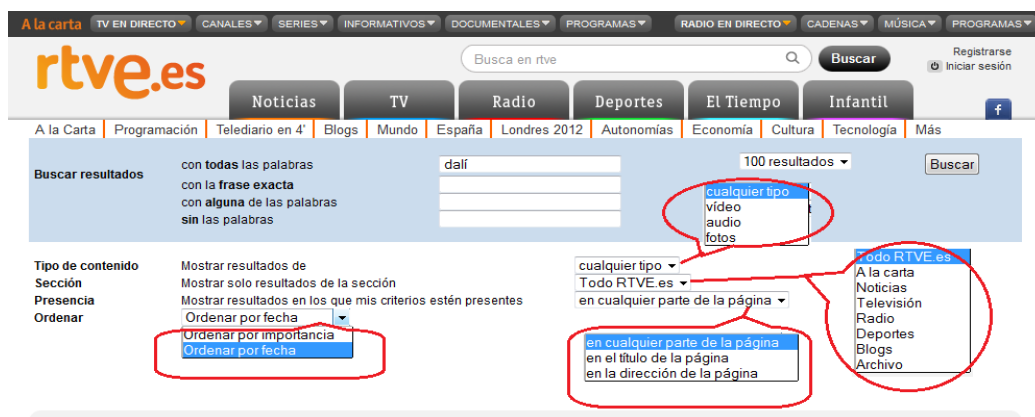 A la carta TV EN DIRECTO CANALES SERIES INFORMATIVOS DOCUMENTALES PROGRAMAS RADIO EN DIRECTO CADENAS MÚSICA PROGRAMAS
rtve.es
Busca en rtve
Buscar
Registrarse
Iniciar sesión
Noticias TV Radio Deportes El Tiempo Infantil
f
A la Carta Programación Telediario en 4' Blogs Mundo España Londres 2012 Autonomías Economía Cultura Tecnología Más
Buscar resultados
con todas las palabras dalí 100 resultados Buscar
con la frase exacta
con alguna de las palabras
sin las palabras
cualquier tipo
vídeo
audio
fotos
Tipo de contenido Mostrar resultados de cualquier tipo
Sección Mostrar solo resultados de la sección Todo RTVE.es
Presencia Mostrar resultados en los que mis criterios estén presentes en cualquier parte de la página
Ordenar Ordenar por fecha
Ordenar por importancia
Ordenar por fecha
en cualquier parte de la página
en el título de la página
en la dirección de la página
Todo RTVE.es
A la carta
Noticias
Televisión
Radio
Deportes
Blogs
Archivo